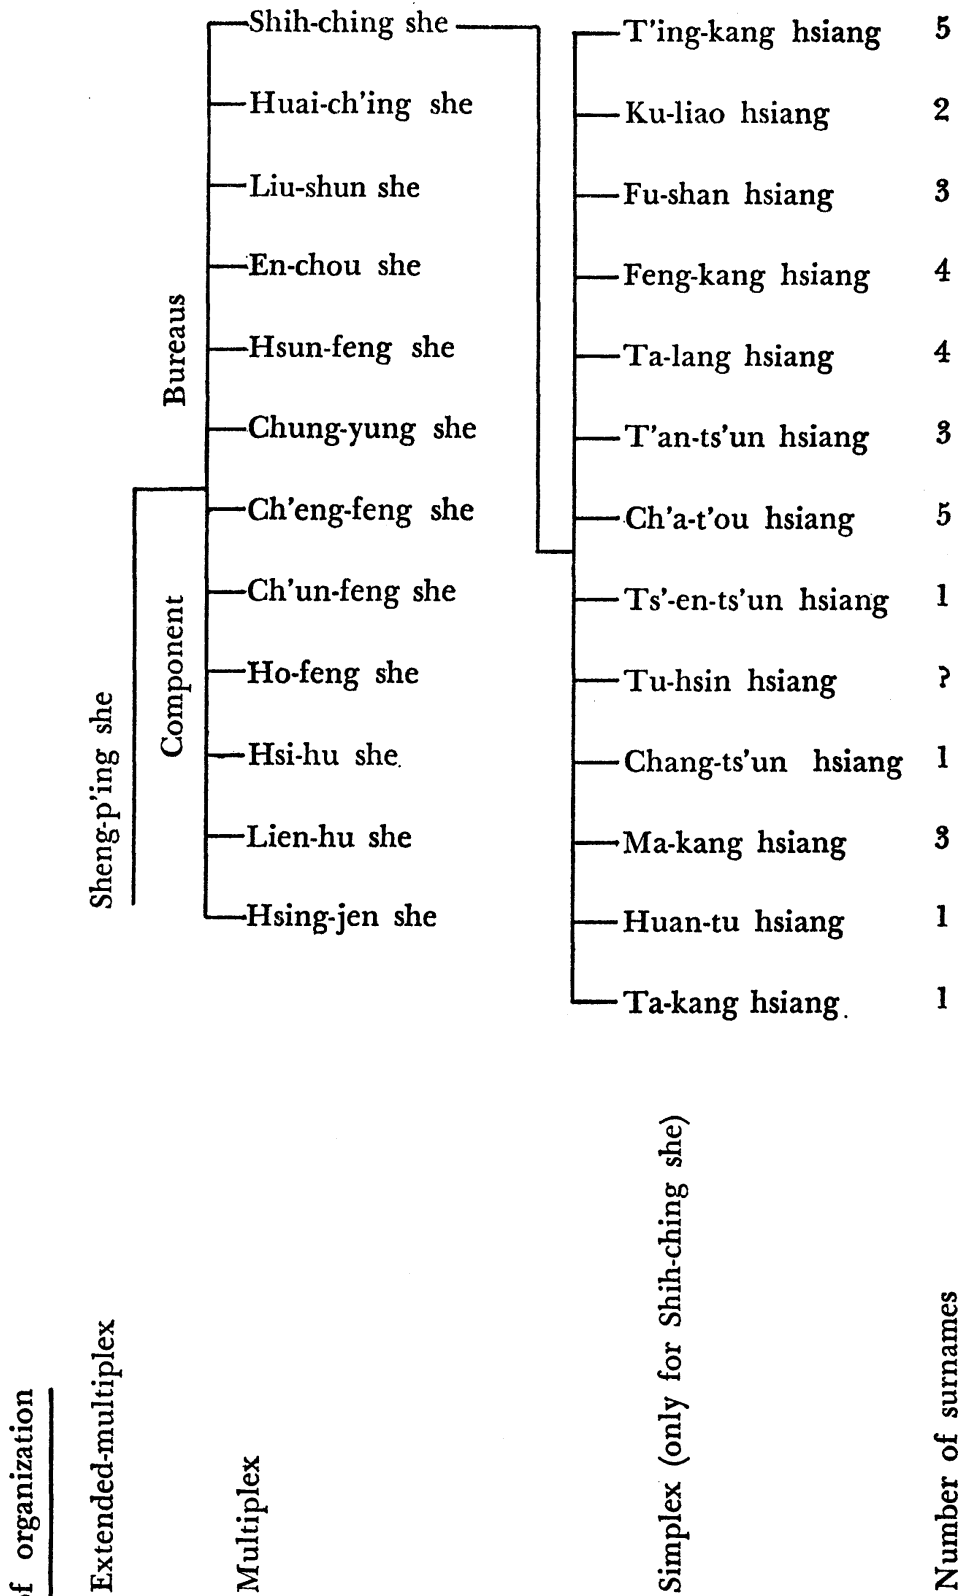 Shih-ching she
Huai-ch'ing she
Liu-shun she
En-chou she
Hsun-feng she
Chung-yung she
Ch'eng-feng she
Ch'un-feng she
Ho-feng she
Hsi-hu she
Lien-hu she
Hsing-jen she
Component Bureaus
Sheng-p'ing she
T'ing-kang hsiang 5
Ku-liao hsiang 2
Fu-shan hsiang 3
Feng-kang hsiang 4
Ta-lang hsiang 4
T'an-ts'un hsiang 3
Ch'a-t'ou hsiang 5
Ts'-en-ts'un hsiang 1
Tu-hsin hsiang ?
Chang-ts'un hsiang 1
Ma-kang hsiang 3
Huan-tu hsiang 1
Ta-kang hsiang 1
organization
Extended-multiplex
Multiplex
Simplex (only for Shih-ching she)
Number of surnames